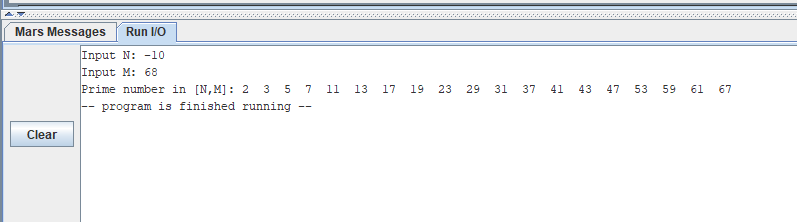 Mars Messages Run I/O
Input N: -10
Input M: 68
Prime number in [N,M]: 2 3 5 7 11 13 17 19 23 29 31 37 41 43 47 53 59 61 67
-- program is finished running --
Clear